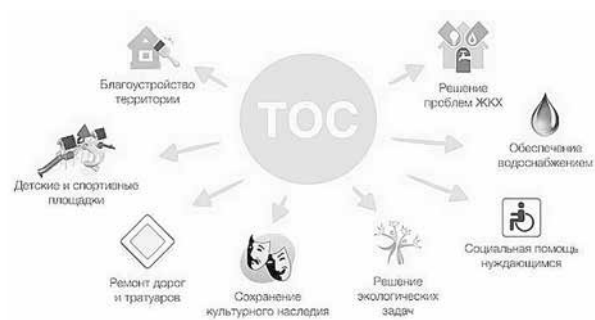 Благоустройство
территории
ТОС
Решение
проблем ЖКХ
Обеспечение
водоснабжением
Детские и спортивные
площадки
Социальная помощь
нуждающимся
Ремонт дорог
и тратуаров
Сохранение
культурного наследия
Решение
экологических
задач